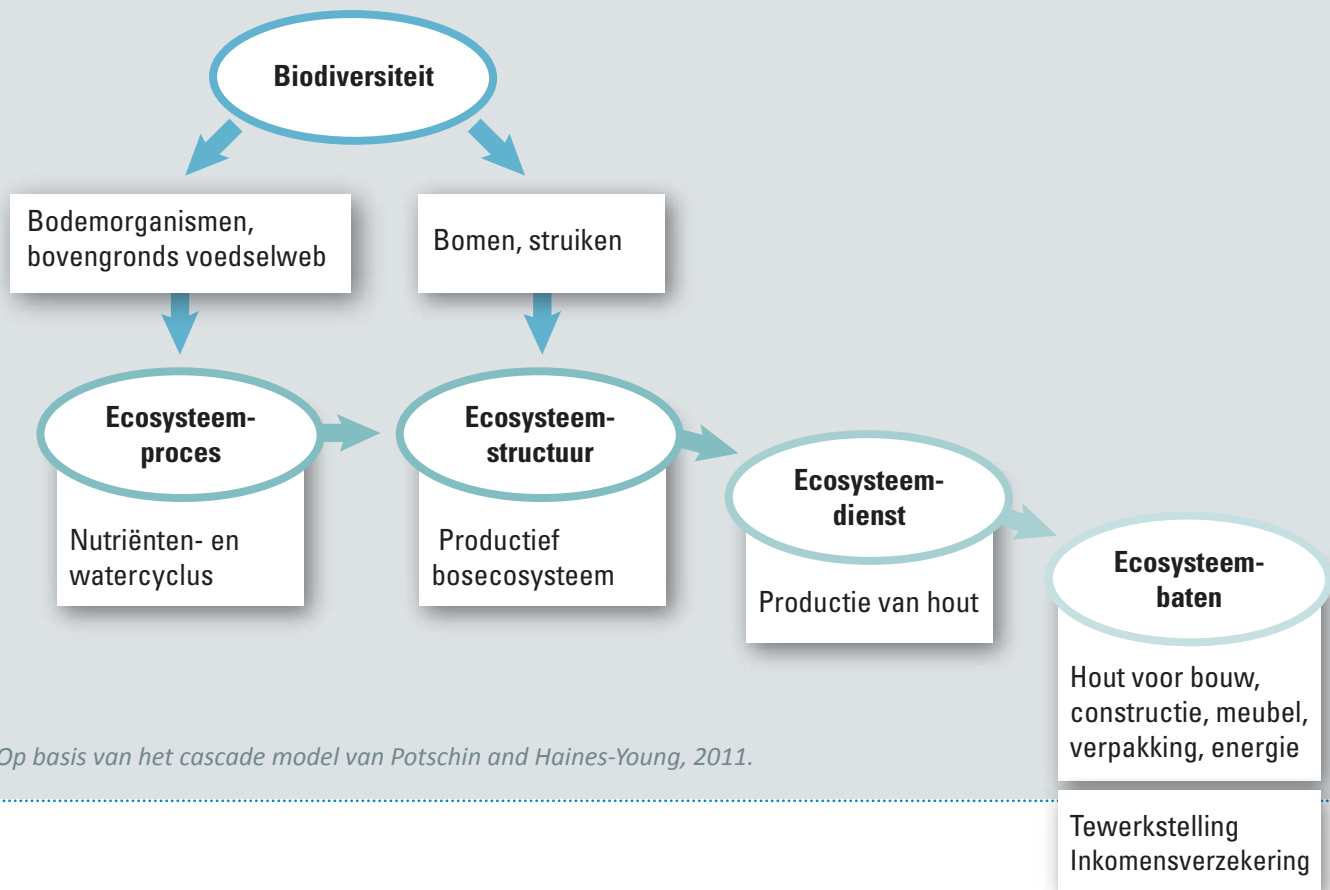 Biodiversiteit
Bodemorganismen,
bovengronds voedselweb
Bomen, struiken
Ecosysteem-
proces
Nutriënten- en
watercyclus
Ecosysteem-
structuur
Productief
bosecosysteem
Ecosysteem-
dienst
Productie van hout
Ecosysteem-
baten
Hout voor bouw,
constructie, meubel,
verpakking, energie
Tewerkstelling
Inkomensverzekering
Op basis van het cascade model van Potschin and Haines-Young, 2011.